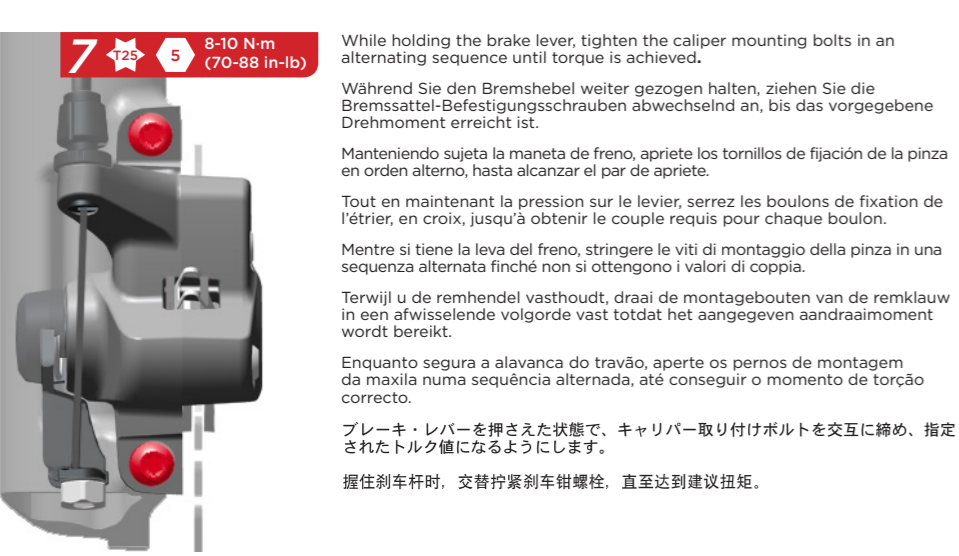 7 T25 5 8-10 N·m
(70-88 in-lb)
While holding the brake lever, tighten the caliper mounting bolts in an
alternating sequence until torque is achieved.
Während Sie den Bremshebel weiter gezogen halten, ziehen Sie die
Bremssattel-Befestigungsschrauben abwechselnd an, bis das vorgegebene
Drehmoment erreicht ist.
Manteniendo sujeta la maneta de freno, apriete los tornillos de fijación de la pinza
en orden alterno, hasta alcanzar el par de apriete.
Tout en maintenant la pression sur le levier, serrez les boulons de fixation de
l'étrier, en croix, jusqu'à obtenir le couple requis pour chaque boulon.
Mentre si tiene la leva del freno, stringere le viti di montaggio della pinza in una
sequenza alternata finché non si ottengono i valori di coppia.
Terwijl u de remhendel vasthoudt, draai de montagebouten van de remklauw
in een afwisselende volgorde vast totdat het aangegeven aandraaimoment
wordt bereikt.
Enquanto segura a alavanca do travão, aperte os pernos de montagem
da maxila numa sequência alternada, até conseguir o momento de torção
correcto.
ブレーキ・レバーを押さえた状態で、キャリパー取り付けボルトを交互に締め、指定
されたトルク値になるようにします。
握住刹车杆时，交替拧紧刹车钳螺栓，直至达到建议扭矩。